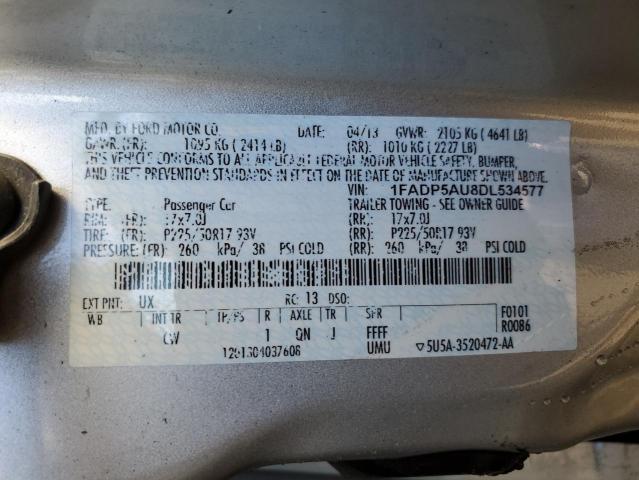 MFD. BY FORD MOTOR CO. DATE: 04/13 GVWR: 2105 KG ( 4641 LB)
GAWR: (FR): 1095 KG ( 2414 LB) (RR): 1010 KG ( 2227 LB)
THIS VEHICLE CONFORMS TO ALL APPLICABLE FEDERAL MOTOR VEHICLE SAFETY, BUMPER,
AND THEFT PREVENTION STANDARDS IN EFFECT ON THE DATE OF MANUFACTURE SHOWN ABOVE.
VIN: 1FADP5AU8DL534577
TYPE: Passenger Car TRAILER TOWING - SEE OWNER GUIDE
RIM: (FR): 17x7.0J (RR): 17x7.0J
TIRE: (FR): P225/50R17 93V (RR): P225/50R17 93V
PRESSURE: (FR): 260 kPa/ 38 PSI COLD (RR): 260 kPa/ 38 PSI COLD
EXT PNT: UX RC: 13 DSO:
WB INT TR TP/PS R AXLE TR SPR F0101
CW 1 QN J FFFF R0086
1201304037608 UMU ▽5U5A-3520472-AA